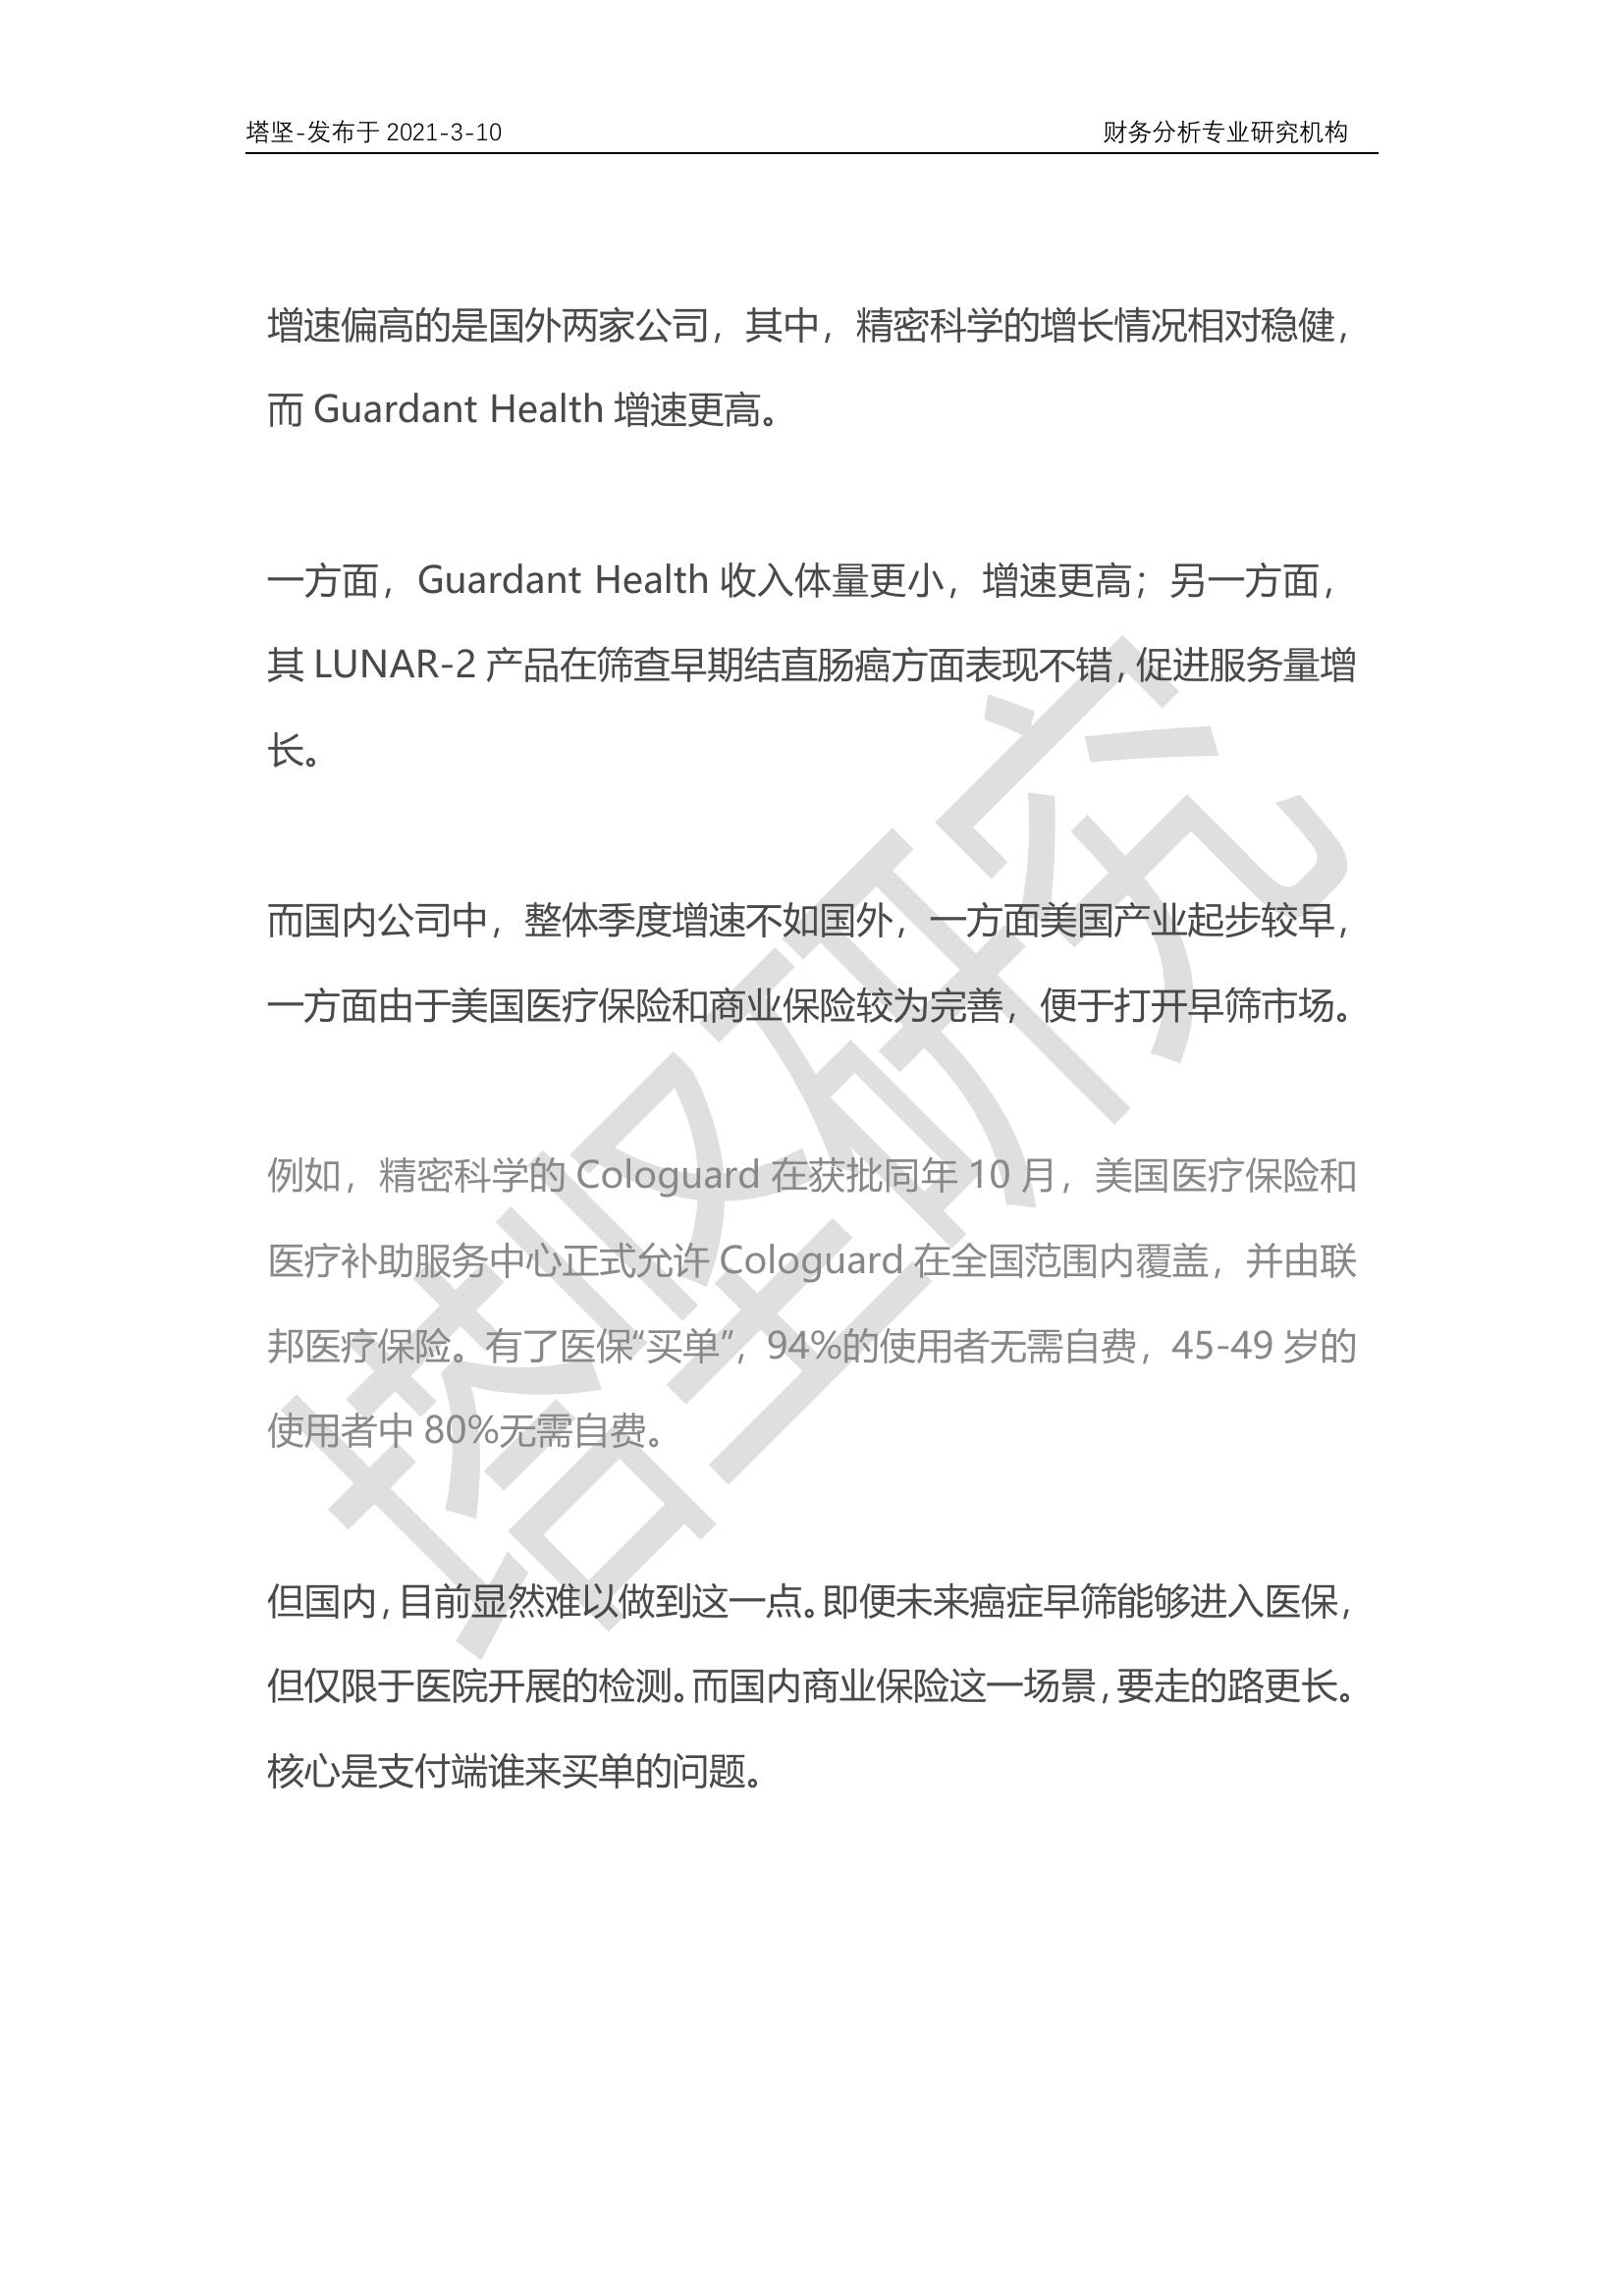 塔坚-发布于 2021-3-10 财务分析专业研究机构
增速偏高的是国外两家公司，其中，精密科学的增长情况相对稳健，
而 Guardant Health 增速更高。
一方面，Guardant Health 收入体量更小，增速更高；另一方面，
其 LUNAR-2 产品在筛查早期结直肠癌方面表现不错，促进服务量增
长。
而国内公司中，整体季度增速不如国外，一方面美国产业起步较早，
一方面由于美国医疗保险和商业保险较为完善，便于打开早筛市场。
例如，精密科学的 Cologuard 在获批同年 10 月，美国医疗保险和
医疗补助服务中心正式允许 Cologuard 在全国范围内覆盖，并由联
邦医疗保险。有了医保“买单”，94%的使用者无需自费，45-49 岁的
使用者中 80%无需自费。
但国内，目前显然难以做到这一点。即便未来癌症早筛能够进入医保，
但仅限于医院开展的检测。而国内商业保险这一场景，要走的路更长。
核心是支付端谁来买单的问题。
塔坚研究